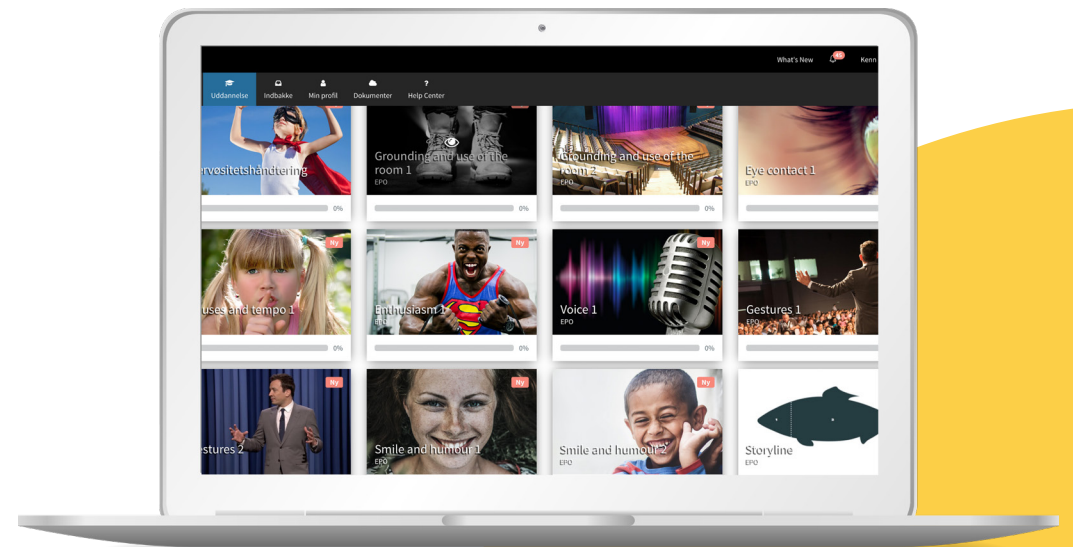 What's New
Kenn
Uddannelse
Indbakke
Min profil
Dokumenter
Help Center
rvøsitetshåndtering
Grounding and use of the
room 1
EPO
Grounding and use of the
room 2
EPO
Eye contact 1
EPO
0%
0%
0%
Ny
Ny
Ny
uses and tempo 1
Enthusiasm 1
EPO
Voice 1
EPO
Gestures 1
EPO
0%
0%
0%
Ny
Ny
Ny
estures 2
Smile and humour 1
EPO
Smile and humour 2
EPO
Storyline
EPO